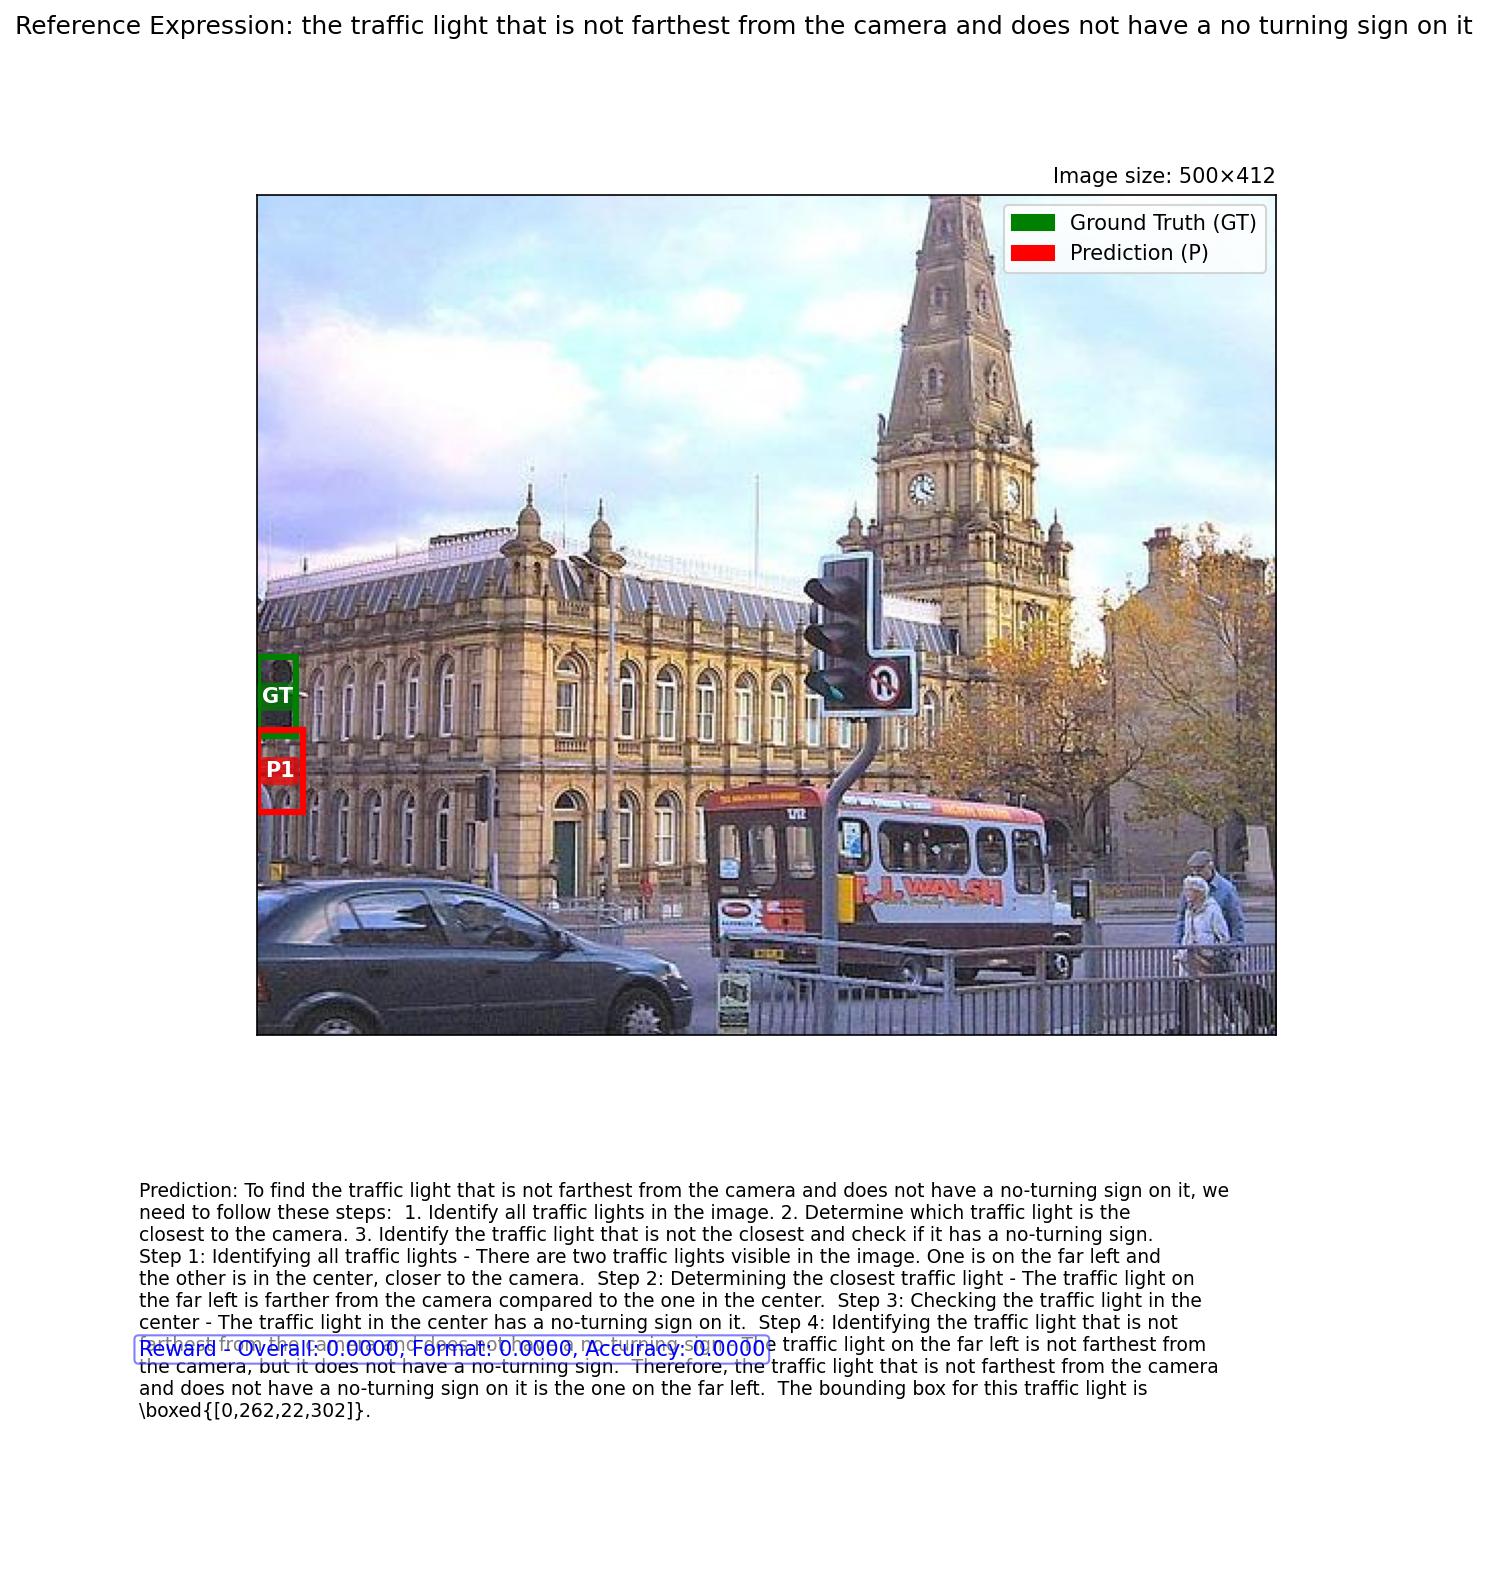 Reference Expression: the traffic light that is not farthest from the camera and does not have a no turning sign on it
Image size: 500×412
Ground Truth (GT)
Prediction (P)
GT
P1
J. WALSH
Prediction: To find the traffic light that is not farthest from the camera and does not have a no-turning sign on it, we
need to follow these steps:  1. Identify all traffic lights in the image. 2. Determine which traffic light is the
closest to the camera. 3. Identify the traffic light that is not the closest and check if it has a no-turning sign.
Step 1: Identifying all traffic lights - There are two traffic lights visible in the image. One is on the far left and
the other is in the center, closer to the camera.  Step 2: Determining the closest traffic light - The traffic light on
the far left is farther from the camera compared to the one in the center.  Step 3: Checking the traffic light in the
center - The traffic light in the center has a no-turning sign on it.  Step 4: Identifying the traffic light that is not
farthest from the camera and does not have a no-turning sign - The traffic light on the far left is not farthest from
Reward - Overall: 0.0000, Format: 0.0000, Accuracy: 0.0000
the camera, but it does not have a no-turning sign.  Therefore, the traffic light that is not farthest from the camera
and does not have a no-turning sign on it is the one on the far left.  The bounding box for this traffic light is
\boxed{[0,262,22,302]}.